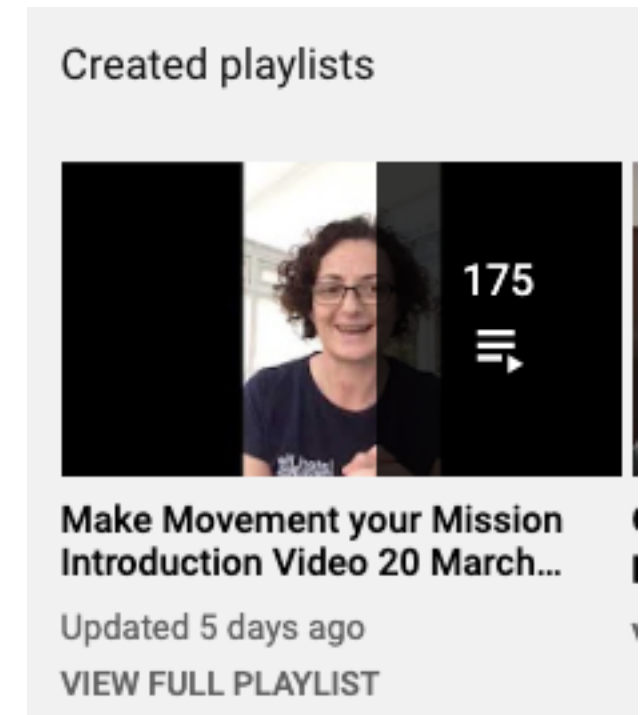 Created playlists
175
Make Movement your Mission
Introduction Video 20 March...
Updated 5 days ago
VIEW FULL PLAYLIST